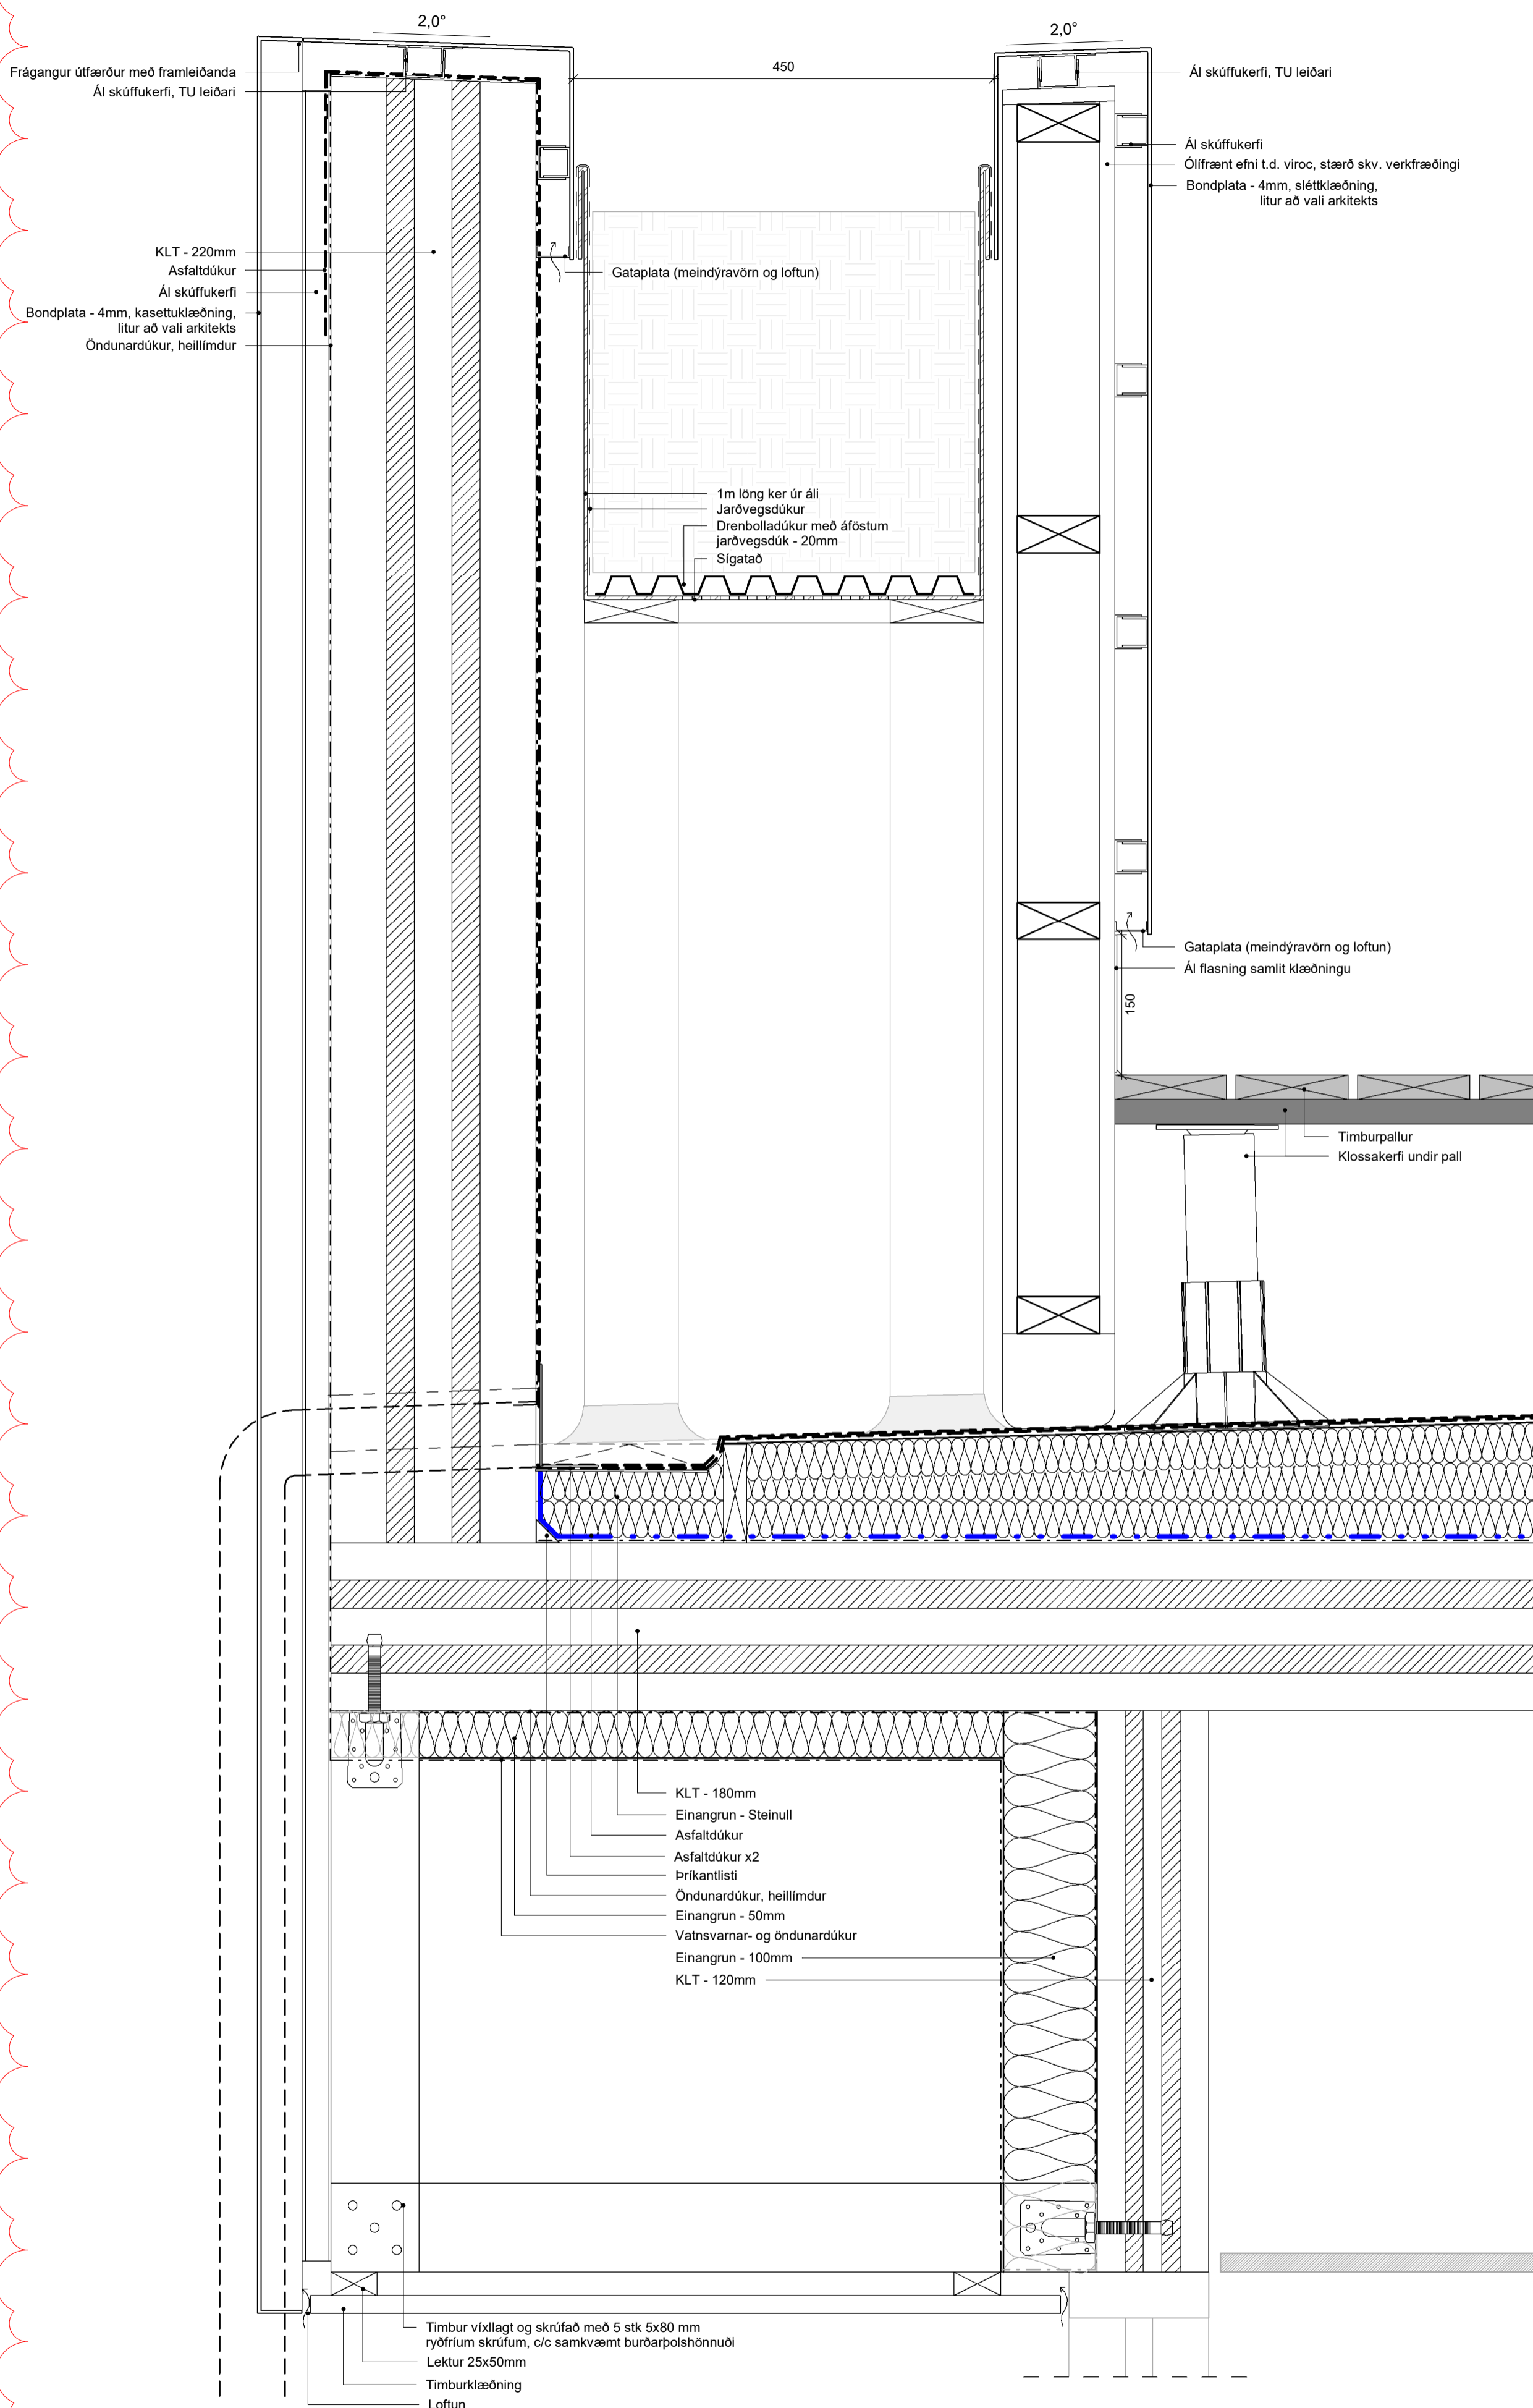 2,0°
2,0°
450
Frágangur útfærður með framleiðanda
Ál skúffukerfi, TU leiðari
Ál skúffukerfi, TU leiðari
Ál skúffukerfi
Ólífrænt efni t.d. viroc, stærð skv. verkfræðingi
Bondplata - 4mm, sléttklæðning,
litur að vali arkitekts
KLT - 220mm
Asfaltdúkur
Ál skúffukerfi
Bondplata - 4mm, kasettuklæðning,
litur að vali arkitekts
Öndunardúkur, heillímdur
Gataplata (meindýravörn og loftun)
1m löng ker úr áli
Jarðvegsdúkur
Drenbolladúkur með áföstum
jarðvegsdúk - 20mm
Sígatað
Gataplata (meindýravörn og loftun)
Ál flasning samlit klæðningu
150
Timburpallur
Klossakerfi undir pall
KLT - 180mm
Einangrun - Steinull
Asfaltdúkur
Asfaltdúkur x2
Þríkantlisti
Öndunardúkur, heillímdur
Einangrun - 50mm
Vatnsvarnar- og öndunardúkur
Einangrun - 100mm
KLT - 120mm
Timbur víxllagt og skrúfað með 5 stk 5x80 mm
ryðfríum skrúfum, c/c samkvæmt burðarþolshönnuði
Lektur 25x50mm
Timburklæðning
Loftun